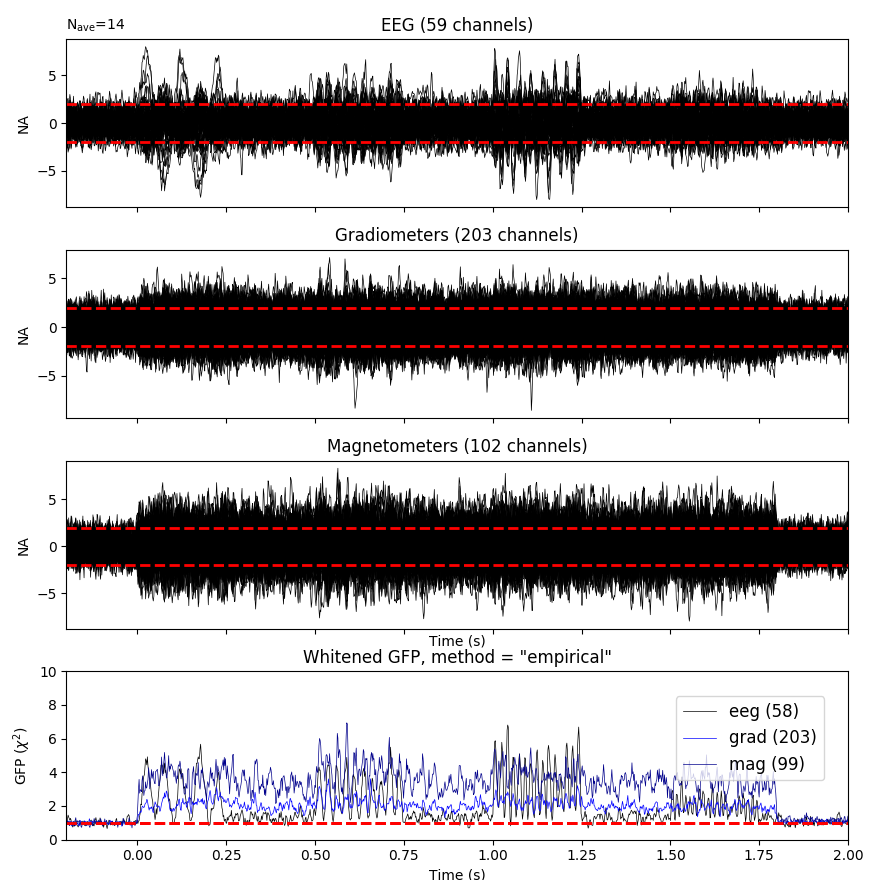 N_ave=14
EEG (59 channels)
5
0
−5
NA
Gradiometers (203 channels)
5
0
−5
NA
Magnetometers (102 channels)
5
0
−5
NA
Time (s)
Whitened GFP, method = "empirical"
10
8
6
4
2
0
GFP (χ²)
eeg (58)
grad (203)
mag (99)
0.00 0.25 0.50 0.75 1.00 1.25 1.50 1.75 2.00
Time (s)